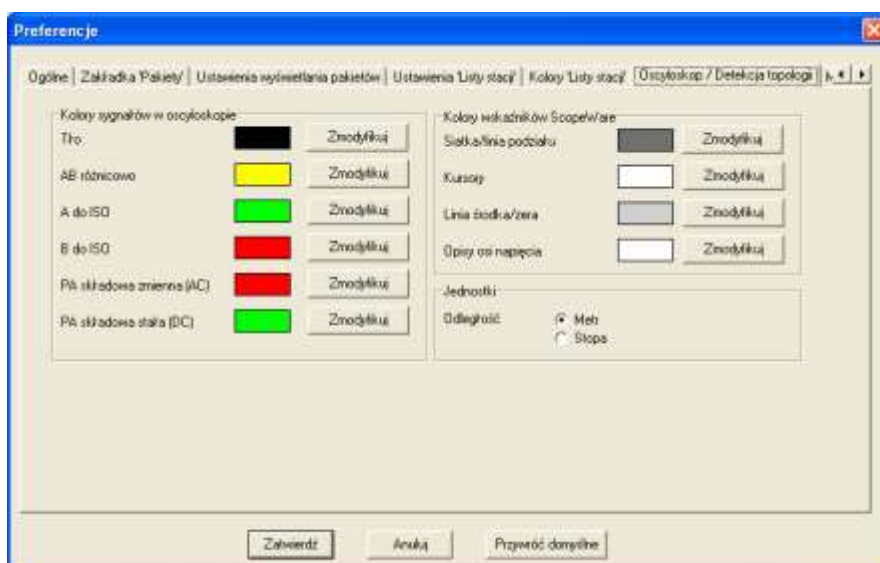 Preferencje
Ogólne Zakładka 'Pakiety' Ustawienia wyświetlania pakietów Ustawienia 'Listy stacji' Kolory 'Listy stacji' Oscyloskop / Detekcja topologii
Kolory sygnałów w oscyloskopie
Tło Zmodyfikuj
AB różnicowo Zmodyfikuj
A do ISO Zmodyfikuj
B do ISO Zmodyfikuj
PA składowa zmienna (AC) Zmodyfikuj
PA składowa stała (DC) Zmodyfikuj
Kolory wskaźników ScopeWare
Siatka/linia podziału Zmodyfikuj
Kursory Zmodyfikuj
Linia środka/zera Zmodyfikuj
Opisy osi napięcia Zmodyfikuj
Jednostki
Odległość Metr
Stopa
Zatwierdź Anuluj Przywróć domyślne